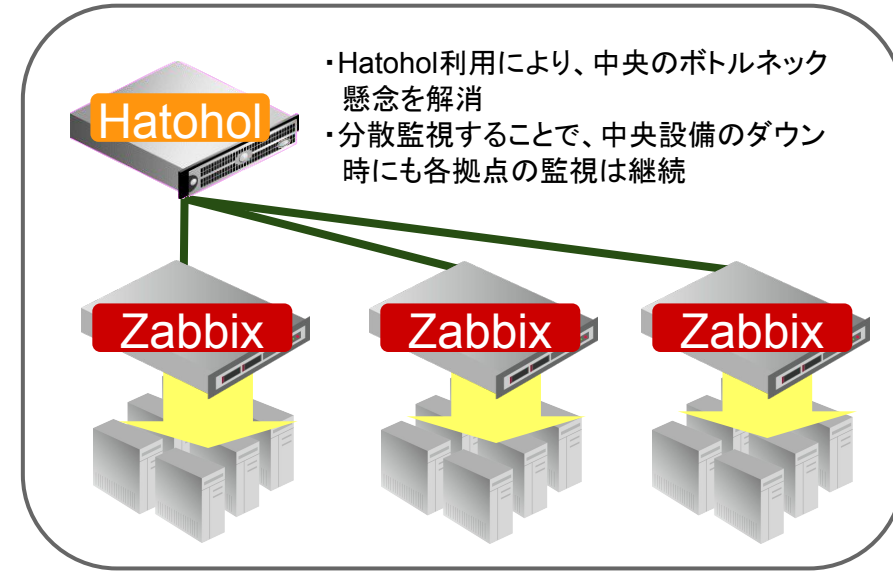 ・Hatohol利用により、中央のボトルネック
懸念を解消
・分散監視することで、中央設備のダウン
時にも各拠点の監視は継続
Hatohol
Zabbix
Zabbix
Zabbix